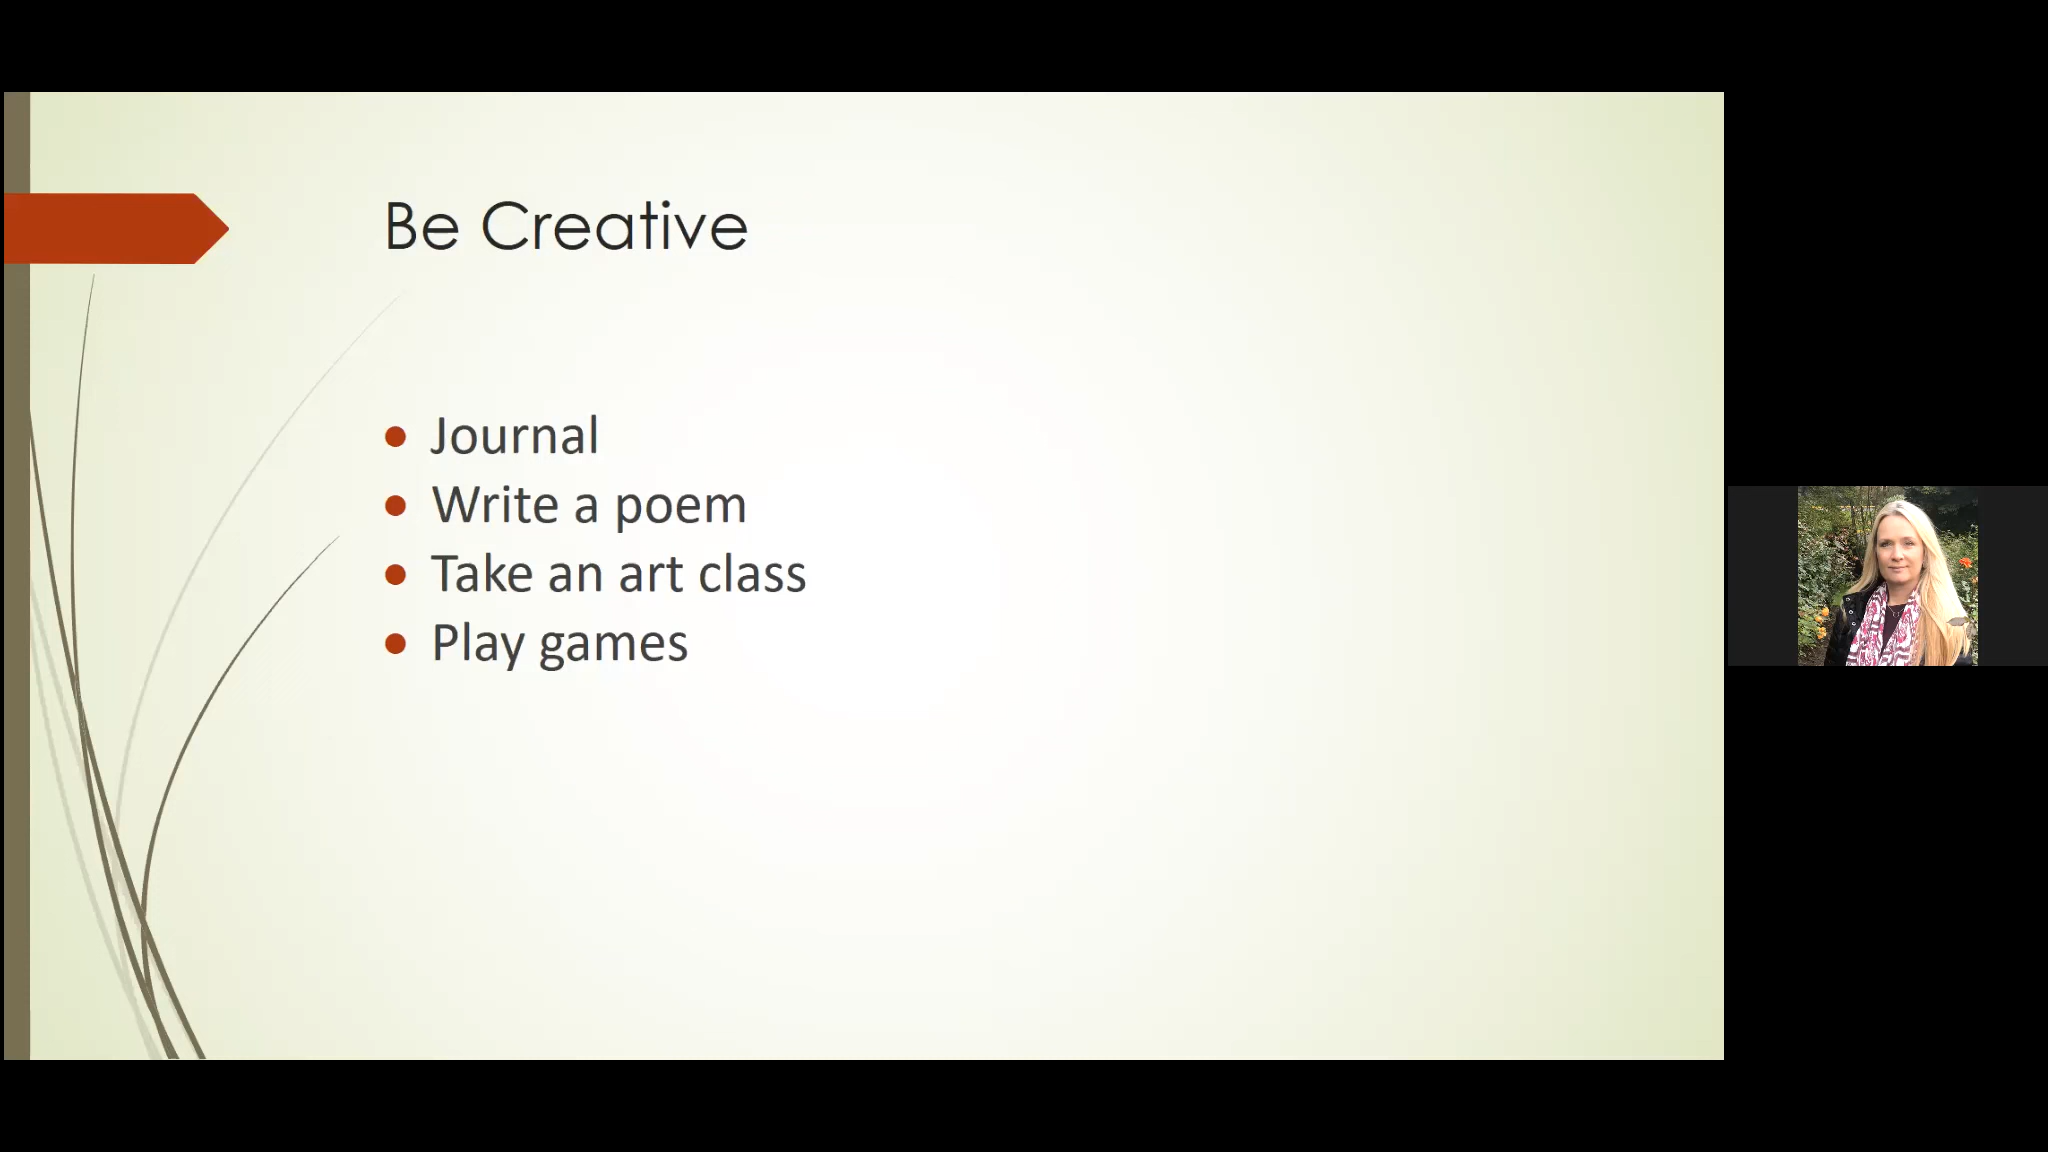 Be Creative
Journal
Write a poem
Take an art class
Play games